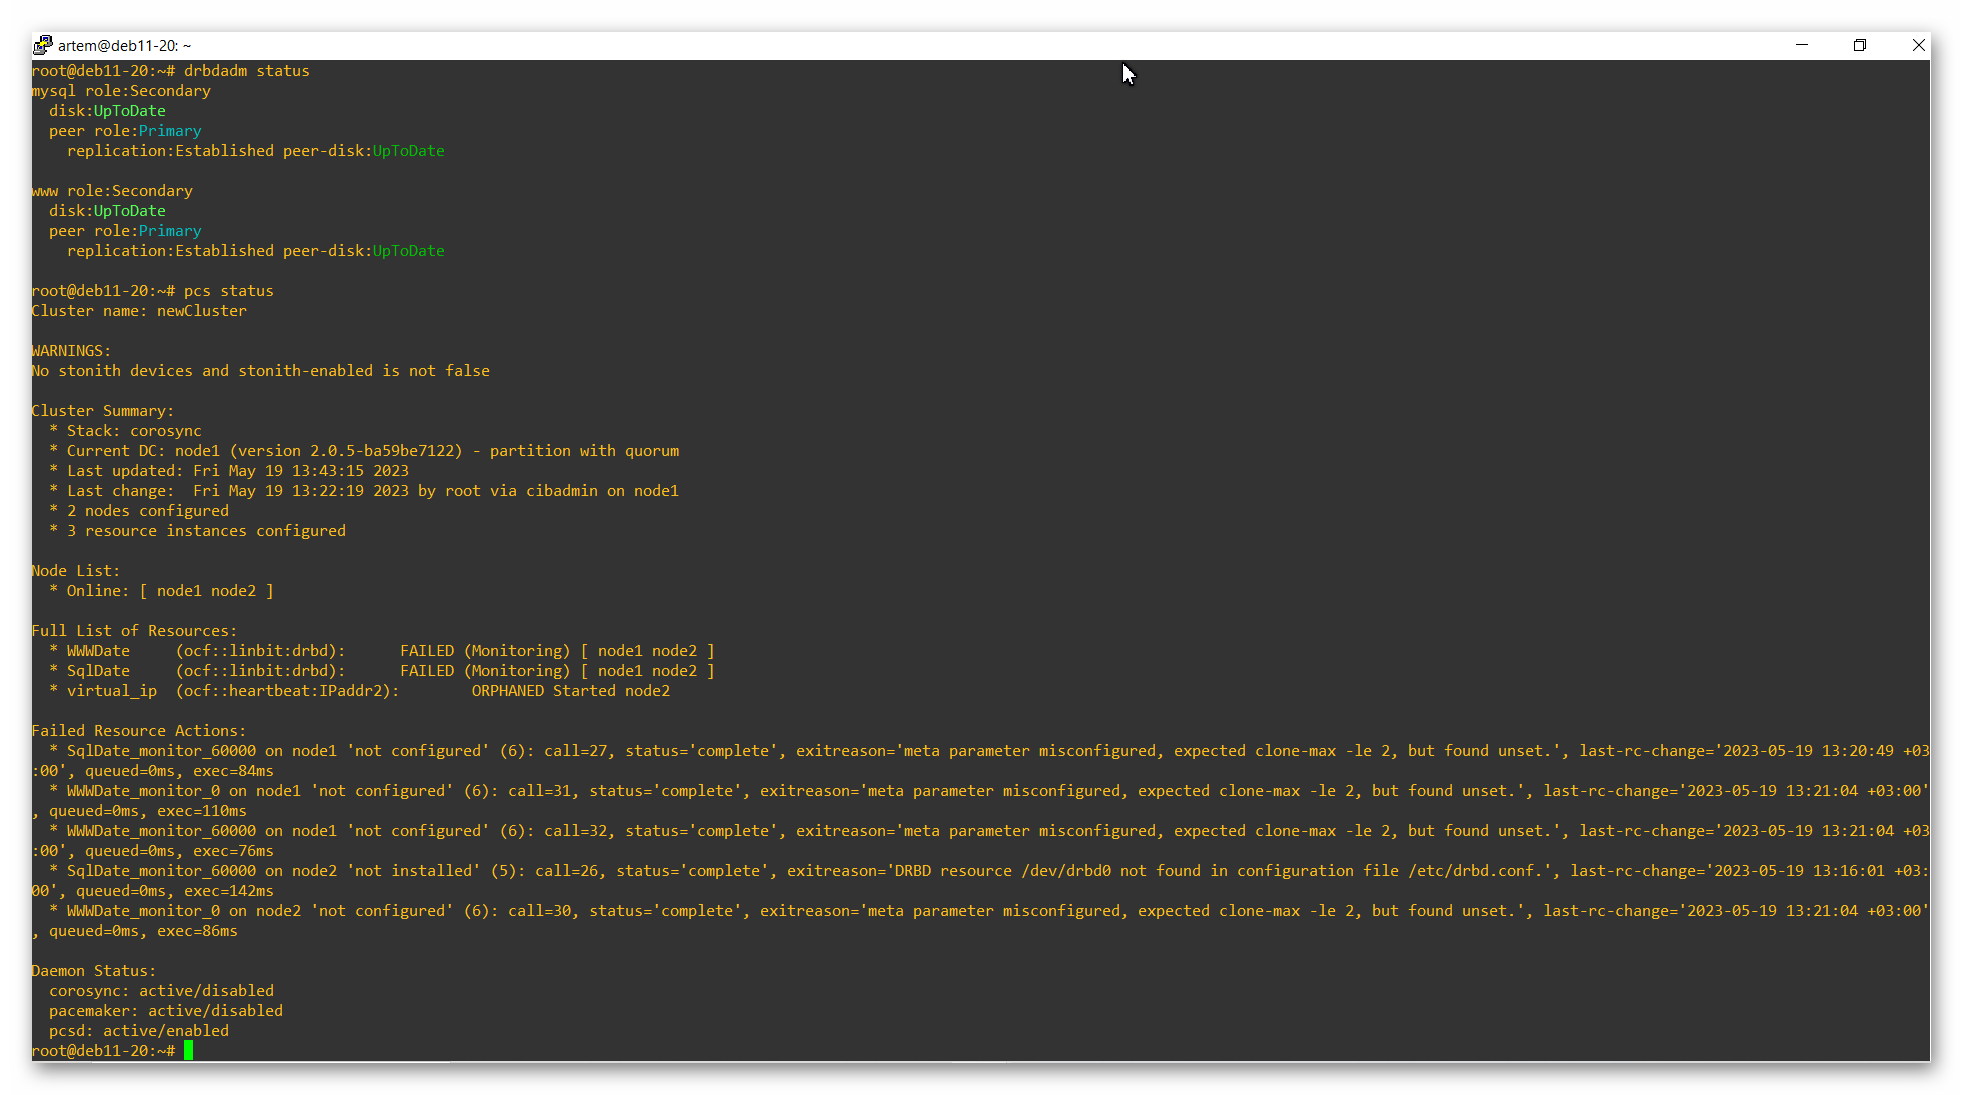 artem@deb11-20: ~
root@deb11-20:~# drbdadm status
mysql role:Secondary
  disk:UpToDate
  peer role:Primary
    replication:Established peer-disk:UpToDate

www role:Secondary
  disk:UpToDate
  peer role:Primary
    replication:Established peer-disk:UpToDate

root@deb11-20:~# pcs status
Cluster name: newCluster

WARNINGS:
No stonith devices and stonith-enabled is not false

Cluster Summary:
  * Stack: corosync
  * Current DC: node1 (version 2.0.5-ba59be7122) - partition with quorum
  * Last updated: Fri May 19 13:43:15 2023
  * Last change:  Fri May 19 13:22:19 2023 by root via cibadmin on node1
  * 2 nodes configured
  * 3 resource instances configured

Node List:
  * Online: [ node1 node2 ]

Full List of Resources:
  * WWWDate     (ocf::linbit:drbd):      FAILED (Monitoring) [ node1 node2 ]
  * SqlDate     (ocf::linbit:drbd):      FAILED (Monitoring) [ node1 node2 ]
  * virtual_ip  (ocf::heartbeat:IPaddr2):        ORPHANED Started node2

Failed Resource Actions:
  * SqlDate_monitor_60000 on node1 'not configured' (6): call=27, status='complete', exitreason='meta parameter misconfigured, expected clone-max -le 2, but found unset.', last-rc-change='2023-05-19 13:20:49 +03
:00', queued=0ms, exec=84ms
  * WWWDate_monitor_0 on node1 'not configured' (6): call=31, status='complete', exitreason='meta parameter misconfigured, expected clone-max -le 2, but found unset.', last-rc-change='2023-05-19 13:21:04 +03:00'
, queued=0ms, exec=110ms
  * WWWDate_monitor_60000 on node1 'not configured' (6): call=32, status='complete', exitreason='meta parameter misconfigured, expected clone-max -le 2, but found unset.', last-rc-change='2023-05-19 13:21:04 +03
:00', queued=0ms, exec=76ms
  * SqlDate_monitor_60000 on node2 'not installed' (5): call=26, status='complete', exitreason='DRBD resource /dev/drbd0 not found in configuration file /etc/drbd.conf.', last-rc-change='2023-05-19 13:16:01 +03:
00', queued=0ms, exec=142ms
  * WWWDate_monitor_0 on node2 'not configured' (6): call=30, status='complete', exitreason='meta parameter misconfigured, expected clone-max -le 2, but found unset.', last-rc-change='2023-05-19 13:21:04 +03:00'
, queued=0ms, exec=86ms

Daemon Status:
  corosync: active/disabled
  pacemaker: active/disabled
  pcsd: active/enabled
root@deb11-20:~#